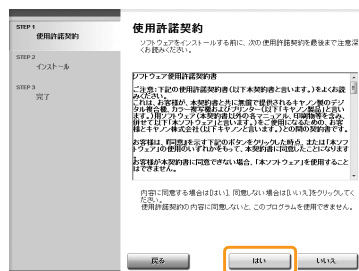 STEP 1
使用許諾契約
STEP 2
インストール
STEP 3
完了
使用許諾契約
ソフトウェアをインストールする前に、次の使用許諾契約を最後まで注意深
くお読みください。
ソフトウェア使用許諾契約書
ご注意：下記の使用許諾契約書（以下本契約書と言います。）をよくお読
みください。
これは、お客様が、本契約書と共に無償で提供されるキヤノン製のデジ
タル複合機、カラー複写機およびプリンター（以下「キヤノン製品」と言い
ます。）用ソフトウェア（本契約書以外の各マニュアル、印刷物等を含み、
併せて以下「本ソフトウェア」と言います。）をご使用になるための、お客
様とキヤノン株式会社（以下キヤノンと言います。）との間の契約書です。
お客様は、「同意」を示す下記のボタンをクリックした時点、または「本ソフ
トウェア」の使用のいずれかをもって、本契約書に同意したことになります
お客様が本契約書に同意できない場合、「本ソフトウェア」を使用すること
はできません。
内容に同意する場合は[はい]、同意しない場合は[いいえ]をクリックしてく
ださい。
使用許諾契約の内容に同意しないと、このプログラムを使用できません。
戻る
はい
いいえ